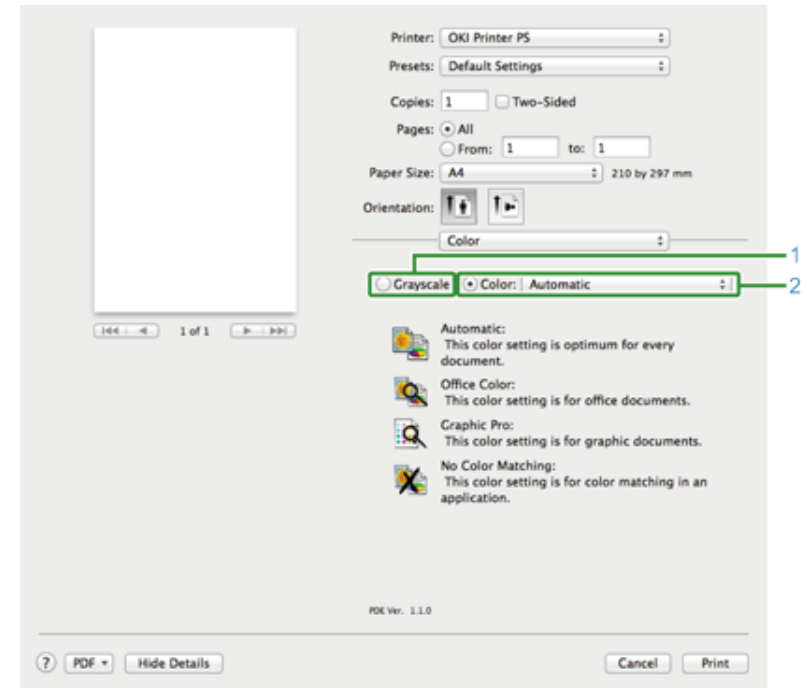 Printer: OKI Printer PS
Presets: Default Settings
Copies: 1 Two-Sided
Pages: All
From: 1 to: 1
Paper Size: A4 210 by 297 mm
Orientation:
Color
1
Grayscale Color: Automatic
2
1 of 1
Automatic:
This color setting is optimum for every
document.
Office Color:
This color setting is for office documents.
Graphic Pro:
This color setting is for graphic documents.
No Color Matching:
This color setting is for color matching in an
application.
PDE Ver. 1.1.0
? PDF Hide Details Cancel Print